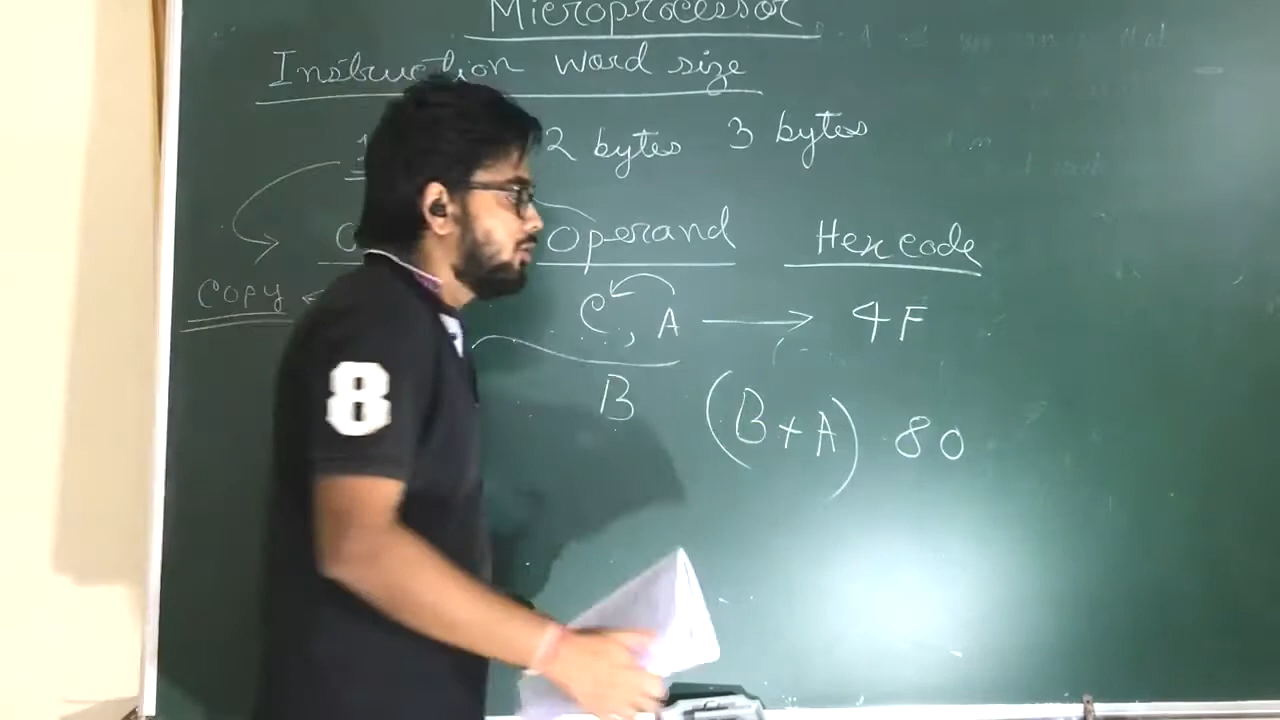 Microprocessor
Instruction word size
2 bytes 3 bytes
Operand Hex code
Copy C, A 4F
B (B+A) 80
8